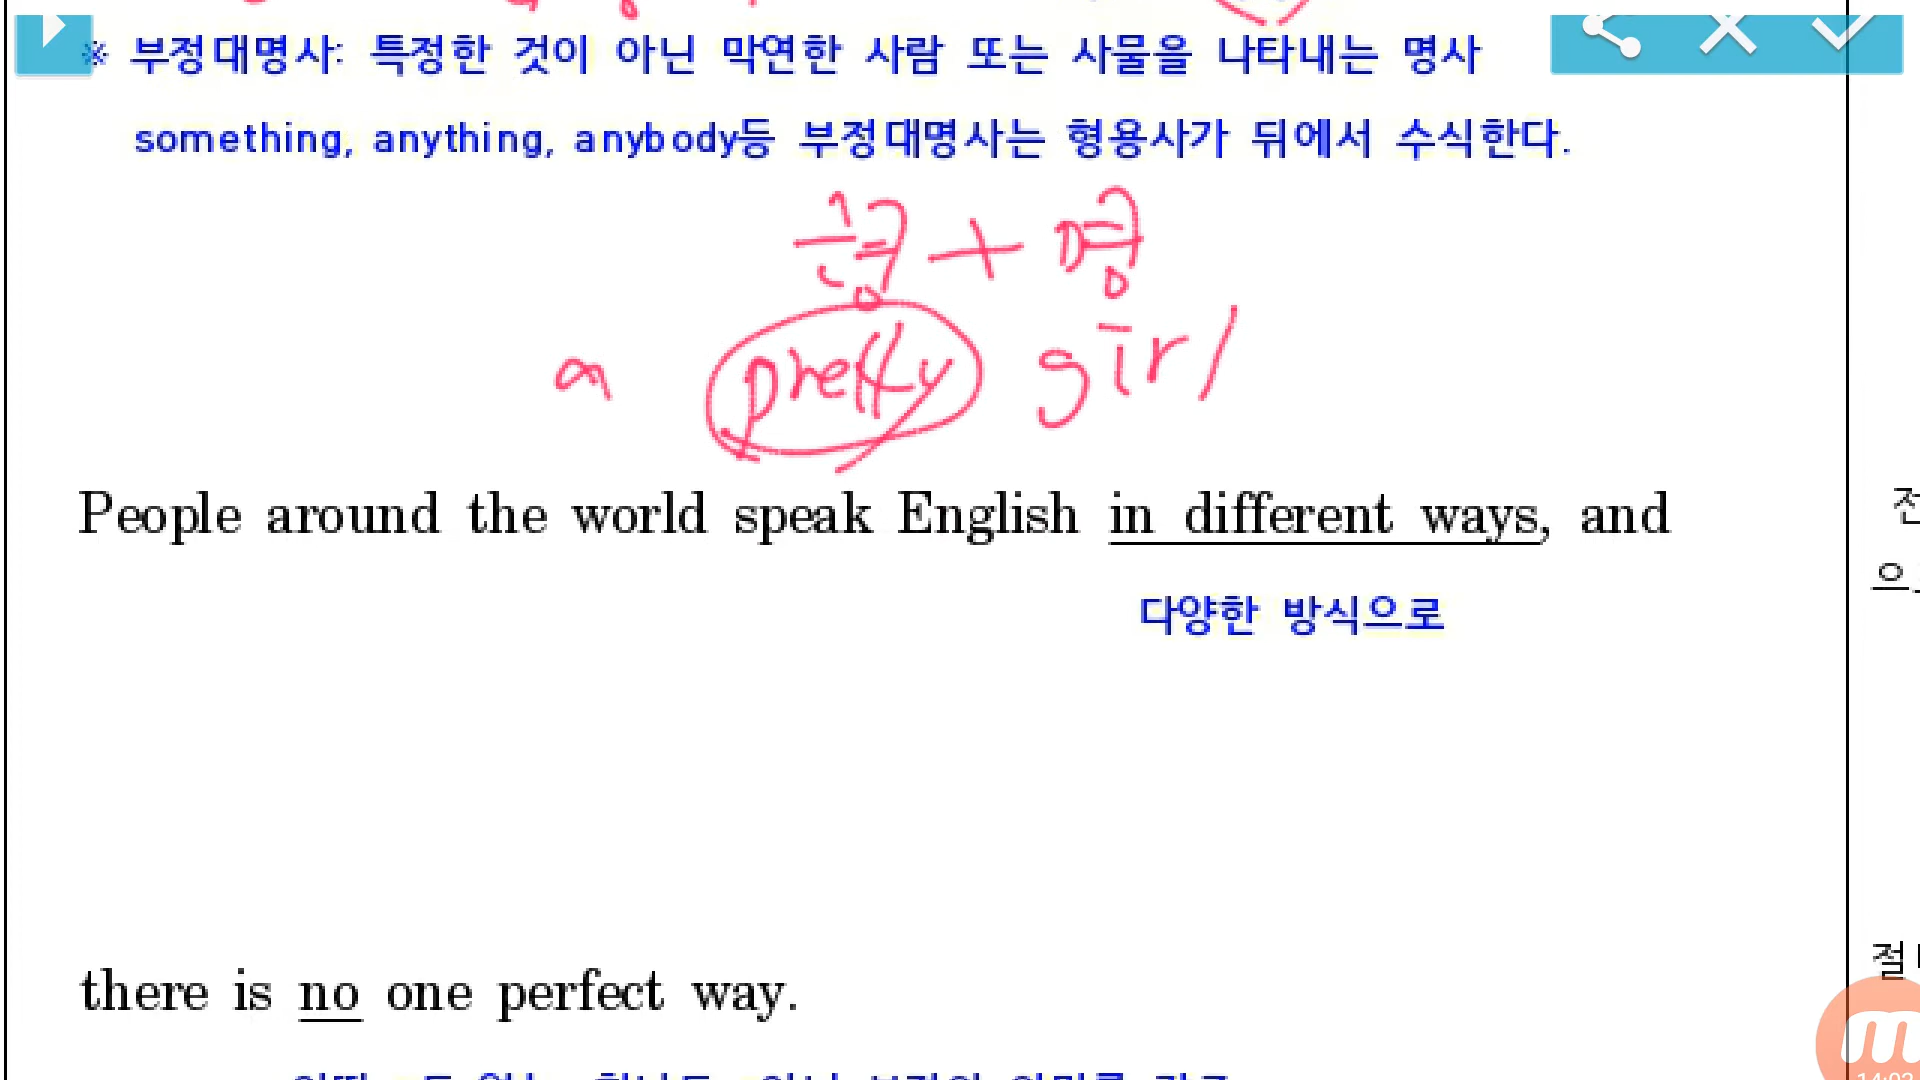 ※ 부정대명사: 특정한 것이 아닌 막연한 사람 또는 사물을 나타내는 명사
something, anything, anybody등 부정대명사는 형용사가 뒤에서 수식한다.
형 + 명
a pretty girl
People around the world speak English in different ways, and
다양한 방식으로
there is no one perfect way.
14:02